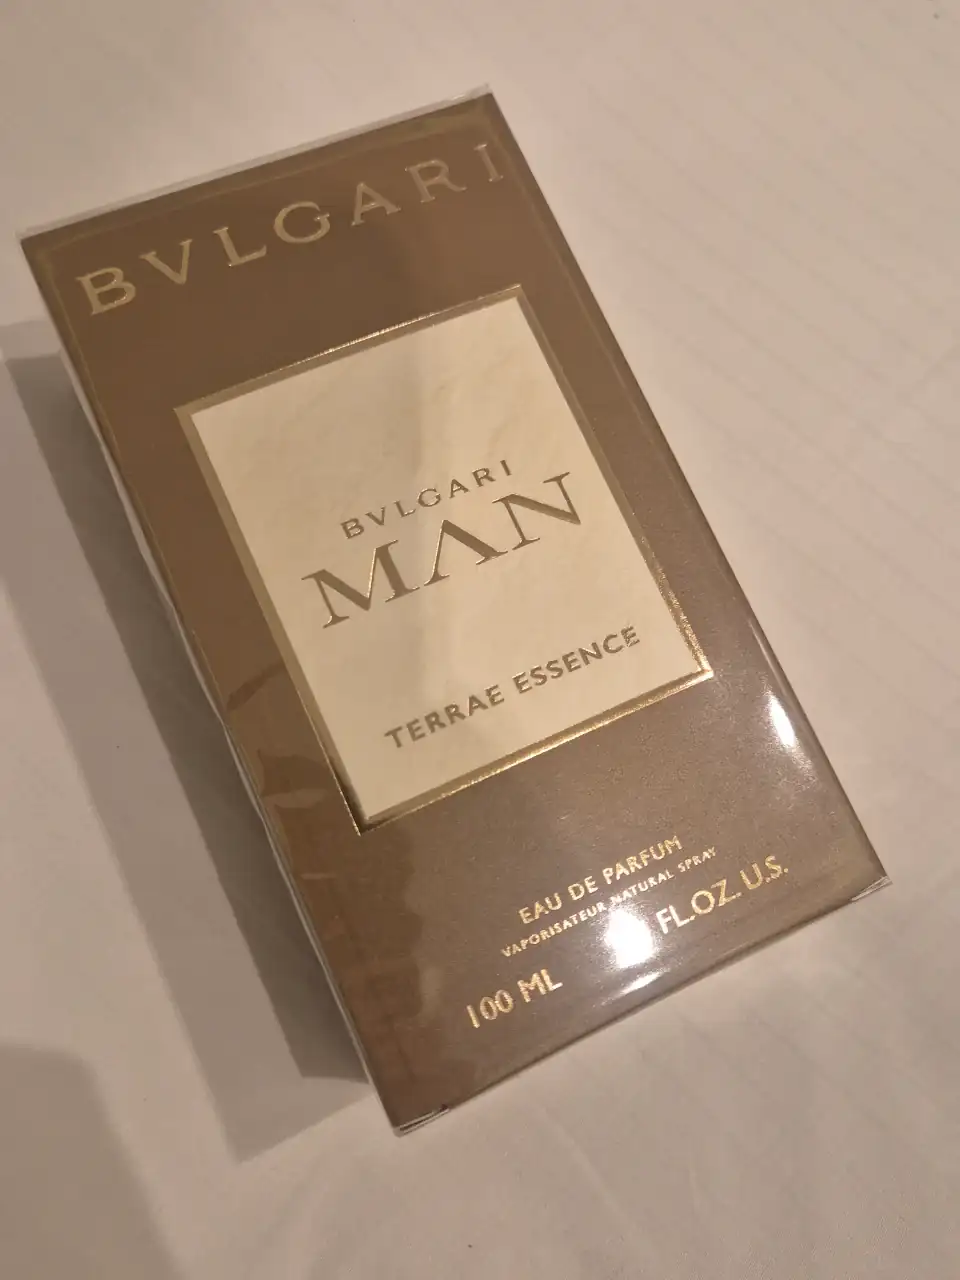 BVLGARI
BVLGARI
MAN
TERRAE ESSENCE
EAU DE PARFUM
VAPORISATEUR NATURAL SPRAY
100 ML FL.OZ. U.S.